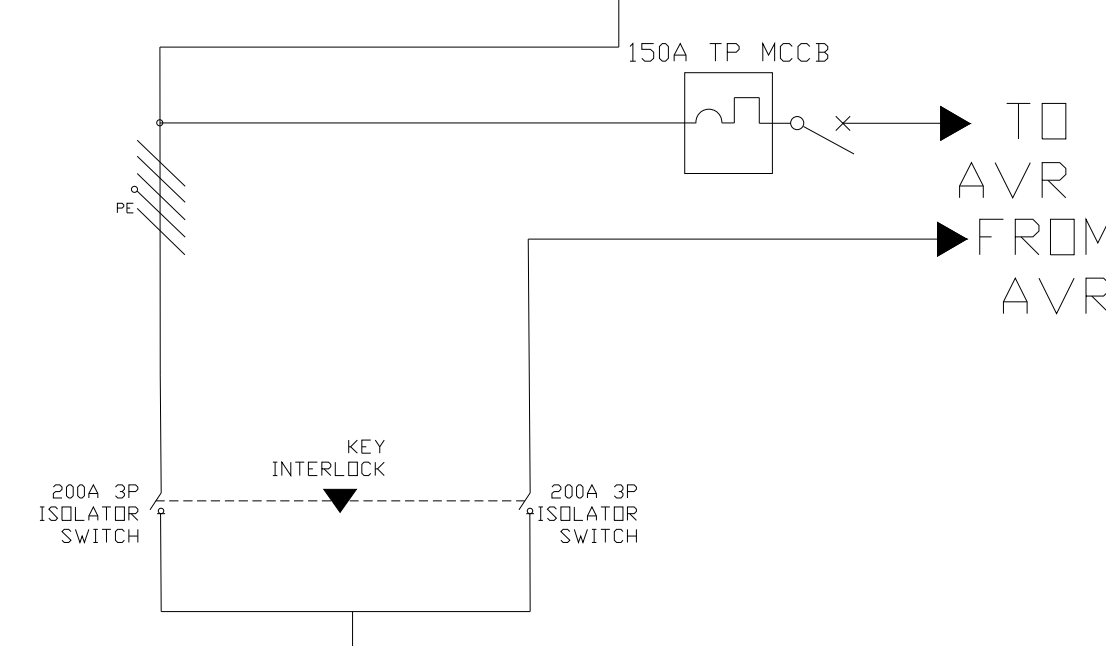 150A TP MCCB
TO
AVR
PE
FROM
AVR
KEY
INTERLOCK
200A 3P
ISOLATOR
SWITCH
200A 3P
ISOLATOR
SWITCH